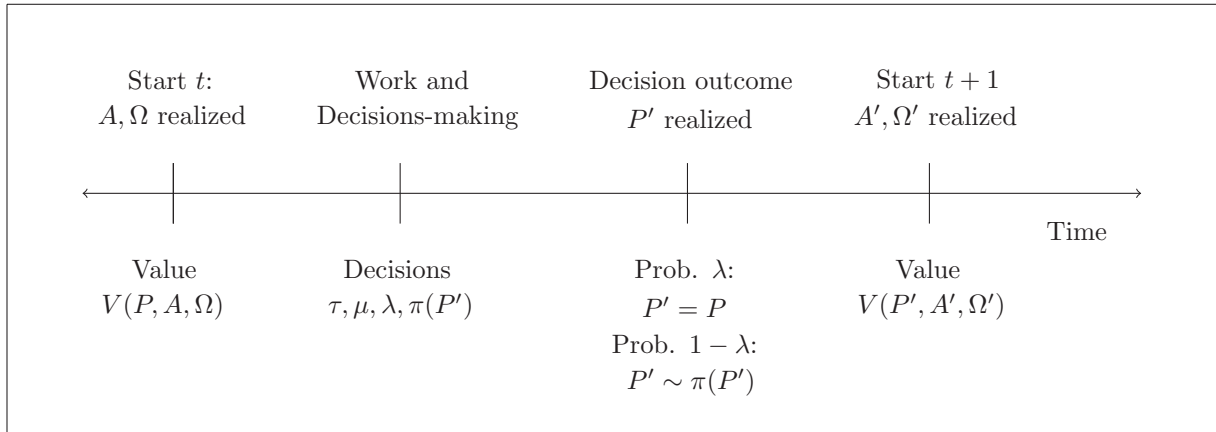 Start t:
A, Ω realized
Work and
Decisions-making
Decision outcome
P′ realized
Start t + 1
A′, Ω′ realized
Time
Value
V(P, A, Ω)
Decisions
τ, μ, λ, π(P′)
Prob. λ:
P′ = P
Prob. 1 − λ:
P′ ∼ π(P′)
Value
V(P′, A′, Ω′)